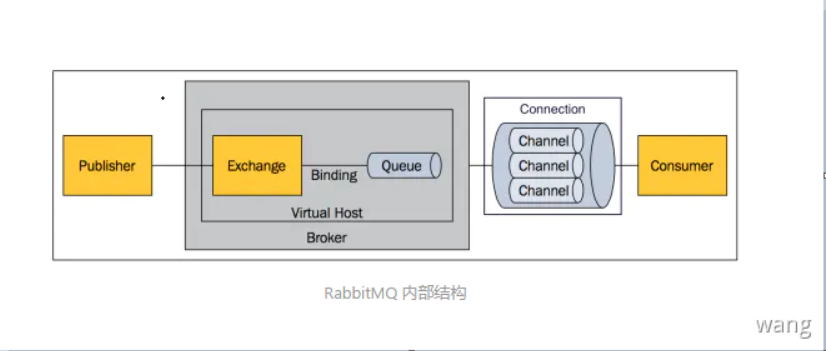 Connection
Channel
Publisher
Exchange
Binding
Queue
Channel
Consumer
Channel
Virtual Host
Broker
RabbitMQ 内部结构
wang